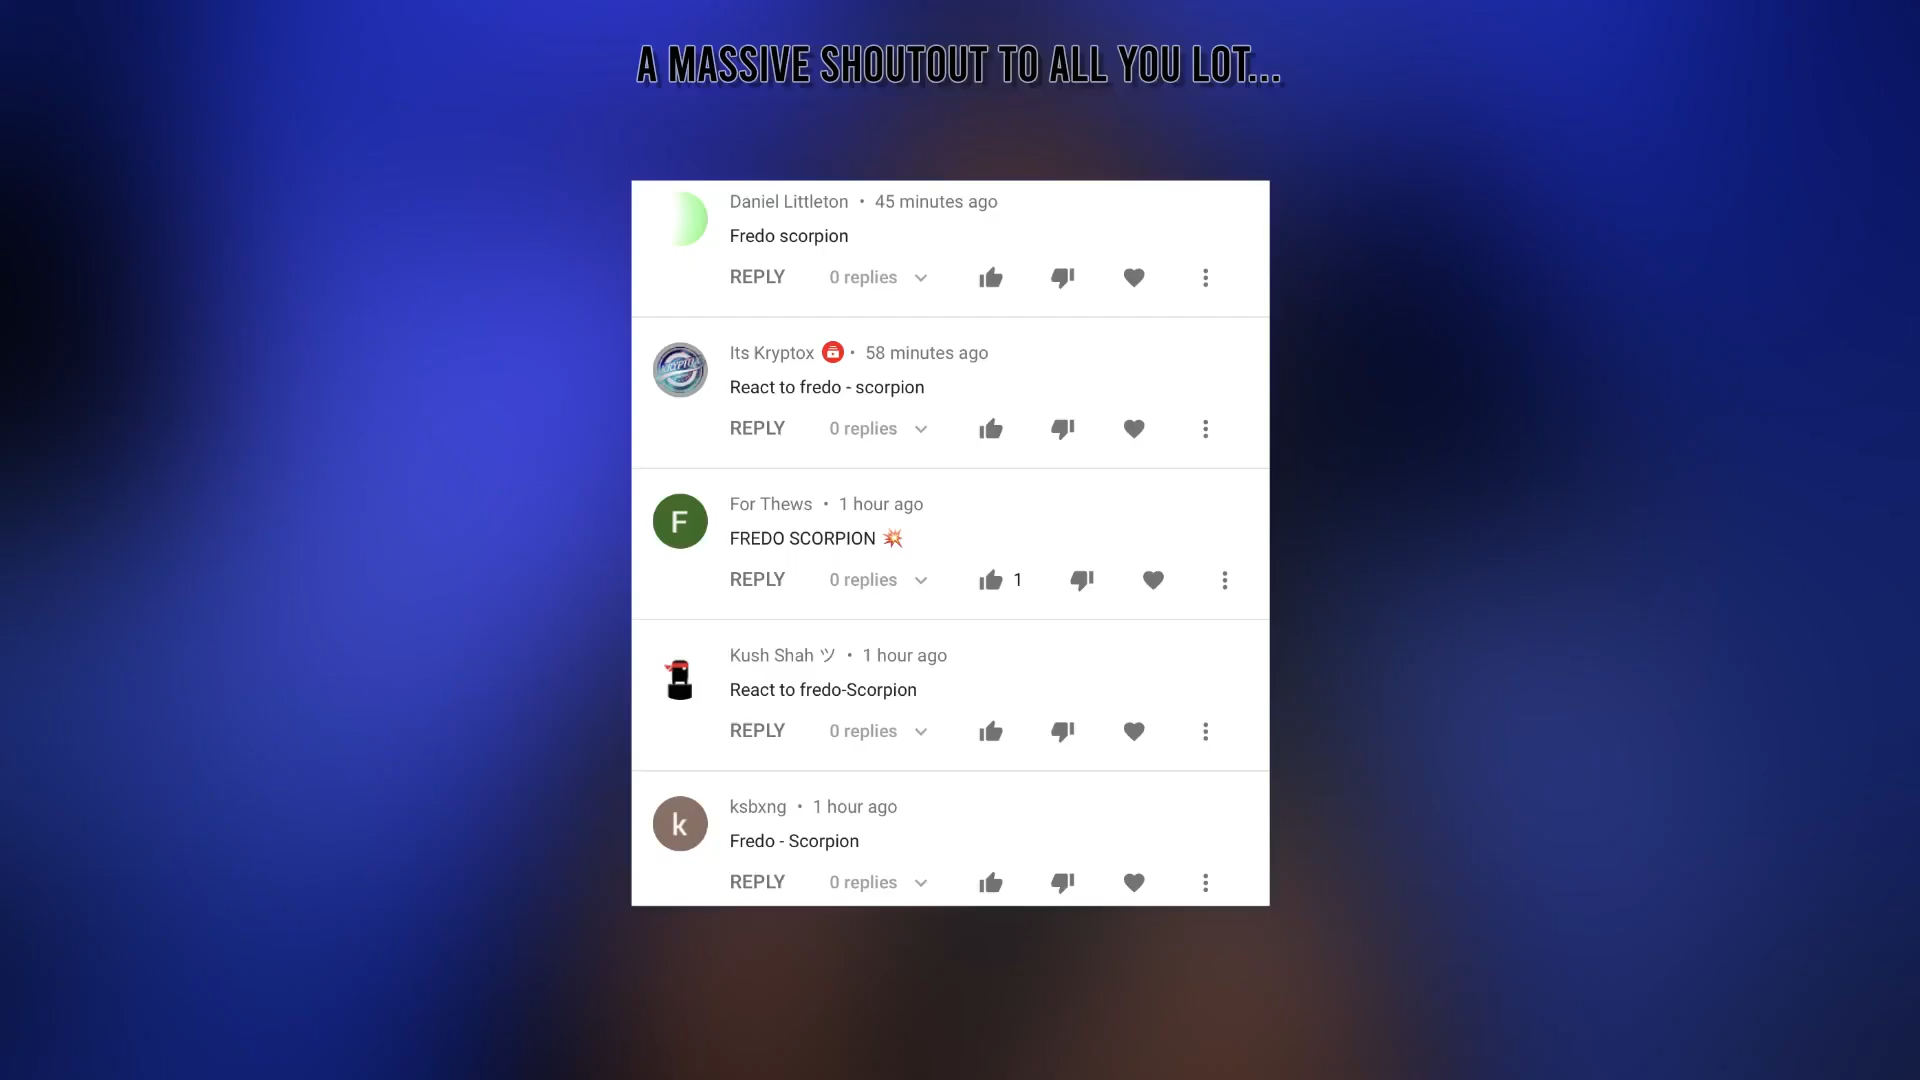 A MASSIVE SHOUTOUT TO ALL YOU LOT...
Daniel Littleton • 45 minutes ago
Fredo scorpion
REPLY 0 replies
Its Kryptox • 58 minutes ago
React to fredo - scorpion
REPLY 0 replies
F
For Thews • 1 hour ago
FREDO SCORPION 💥
REPLY 0 replies 1
Kush Shah ツ • 1 hour ago
React to fredo-Scorpion
REPLY 0 replies
k
ksbxng • 1 hour ago
Fredo - Scorpion
REPLY 0 replies